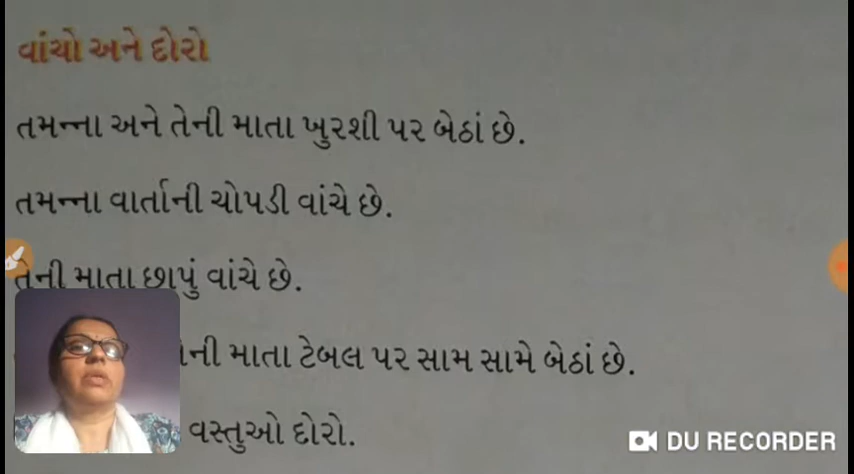 વાંચો અને દોરો
તમન્ના અને તેની માતા ખુરશી પર બેઠાં છે.
તમન્ના વાર્તાની ચોપડી વાંચે છે.
તેની માતા છાપું વાંચે છે.
માતા ટેબલ પર સામ સામે બેઠાં છે.
વસ્તુઓ દોરો.
DU RECORDER